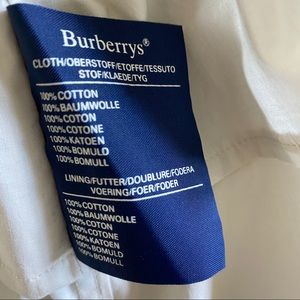 Burberrys®
CLOTH/OBERSTOFF/ETOFFE/TESSUTO
STOF/KLAEDE/TYG
100% COTTON
100% BAUMWOLLE
100% COTON
100% COTONE
100% KATOEN
100% BOMULD
100% BOMULL
LINING/FUTTER/DOUBLURE/FODERA
VOERING/FOER/FODER
100% COTTON
100% BAUMWOLLE
100% COTON
100% COTONE
100% KATOEN
100% BOMULD
100% BOMULL